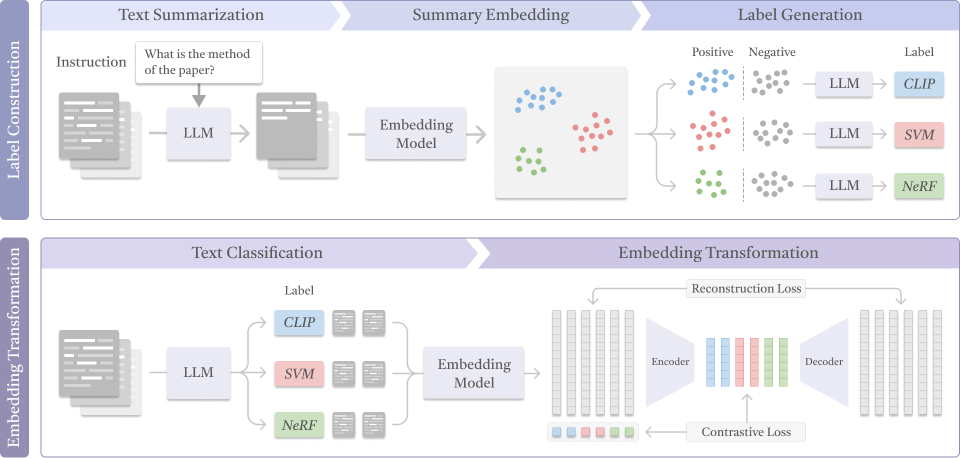 Label Construction
Text Summarization
Summary Embedding
Label Generation
Instruction
What is the method
of the paper?
LLM
Embedding
Model
Positive
Negative
Label
LLM
CLIP
LLM
SVM
LLM
NeRF
Embedding Transformation
Text Classification
Embedding Transformation
Label
LLM
CLIP
SVM
NeRF
Embedding
Model
Reconstruction Loss
Encoder
Decoder
Contrastive Loss